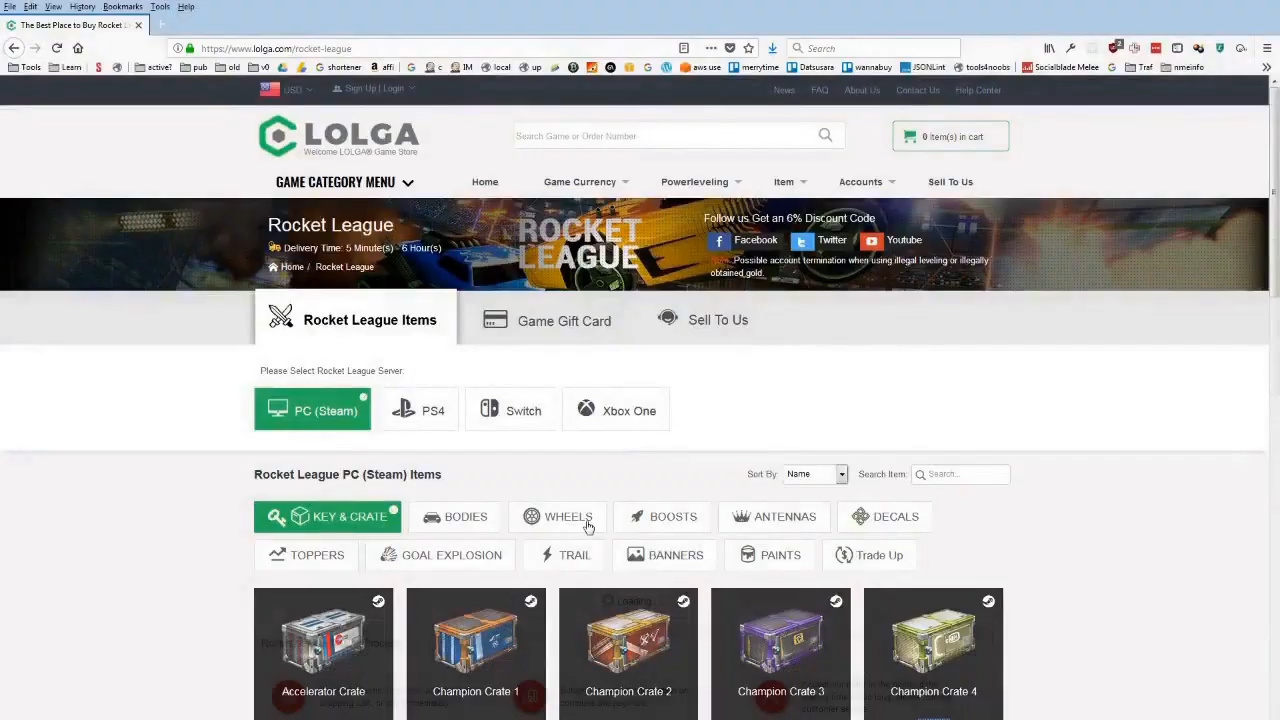 File Edit View History Bookmarks Tools Help
The Best Place to Buy Rocket L
https://www.lolga.com/rocket-league
Search
Tools Learn active? pub old v0 shortener affi c IM local up aws use merrytime Datsusara wannabuy JSONLint tools4noobs Socialblade Melee Traf nmeinfo
USD Sign Up | Login News FAQ About Us Contact Us Help Center
LOLGA
Welcome LOLGA® Game Store
Search Game or Order Number
0 Item(s) in cart
GAME CATEGORY MENU Home Game Currency Powerleveling Item Accounts Sell To Us
Rocket League
Delivery Time: 5 Minute(s) - 6 Hour(s)
Home / Rocket League
ROCKET
LEAGUE
Follow us Get an 6% Discount Code
Facebook Twitter Youtube
Possible account termination when using illegal leveling or illegally
obtained gold.
Rocket League Items Game Gift Card Sell To Us
Please Select Rocket League Server:
PC (Steam) PS4 Switch Xbox One
Rocket League PC (Steam) Items Sort By: Name Search Item: Search...
KEY & CRATE BODIES WHEELS BOOSTS ANTENNAS DECALS
TOPPERS GOAL EXPLOSION TRAIL BANNERS PAINTS Trade Up
Loading
Accelerator Crate Champion Crate 1 Champion Crate 2 Champion Crate 3 Champion Crate 4